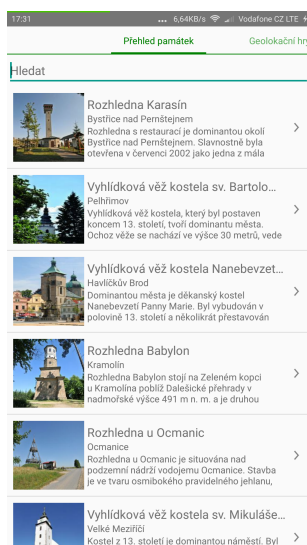 17:31 ... 6,64KB/s Vodafone CZ LTE
Přehled památek Geolokační hry
Hledat
Rozhledna Karasín
Bystřice nad Pernštejnem
Rozhledna s restaurací je dominantou okolí
Bystřice nad Pernštejnem. Slavnostně byla
otevřena v červenci 2002 jako jedna z mála
Vyhlídková věž kostela sv. Bartolo...
Pelhřimov
Vyhlídková věž kostela, který byl postaven
koncem 13. století, tvoří dominantu města.
Ochoz věže se nachází ve výšce 30 metrů, vede
Vyhlídková věž kostela Nanebevzet...
Havlíčkův Brod
Dominantou města je děkanský kostel
Nanebevzetí Panny Marie. Byl vybudován v
polovině 13. století a několikrát přestavován
Rozhledna Babylon
Kramolín
Rozhledna Babylon stojí na Zeleném kopci
u Kramolína poblíž Dalešické přehrady v
nadmořské výšce 491 m n. m. a je druhou
Rozhledna u Ocmanic
Ocmanice
Rozhledna u Ocmanic je situována nad
podzemní nádrží vodojemu Ocmanice. Stavba
je ve tvaru osmibokého pravidelného jehlanu,
Vyhlídková věž kostela sv. Mikuláše...
Velké Meziříčí
Kostel z 13. století je dominantou náměstí. Byl